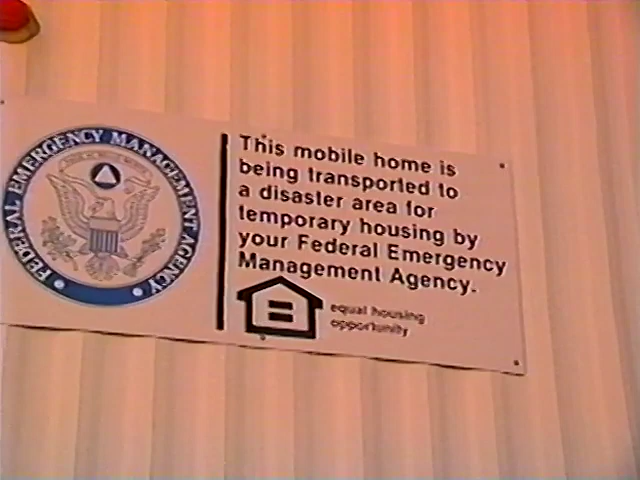 FEDERAL EMERGENCY MANAGEMENT AGENCY
This mobile home is
being transported to
a disaster area for
temporary housing by
your Federal Emergency
Management Agency.
equal housing
opportunity